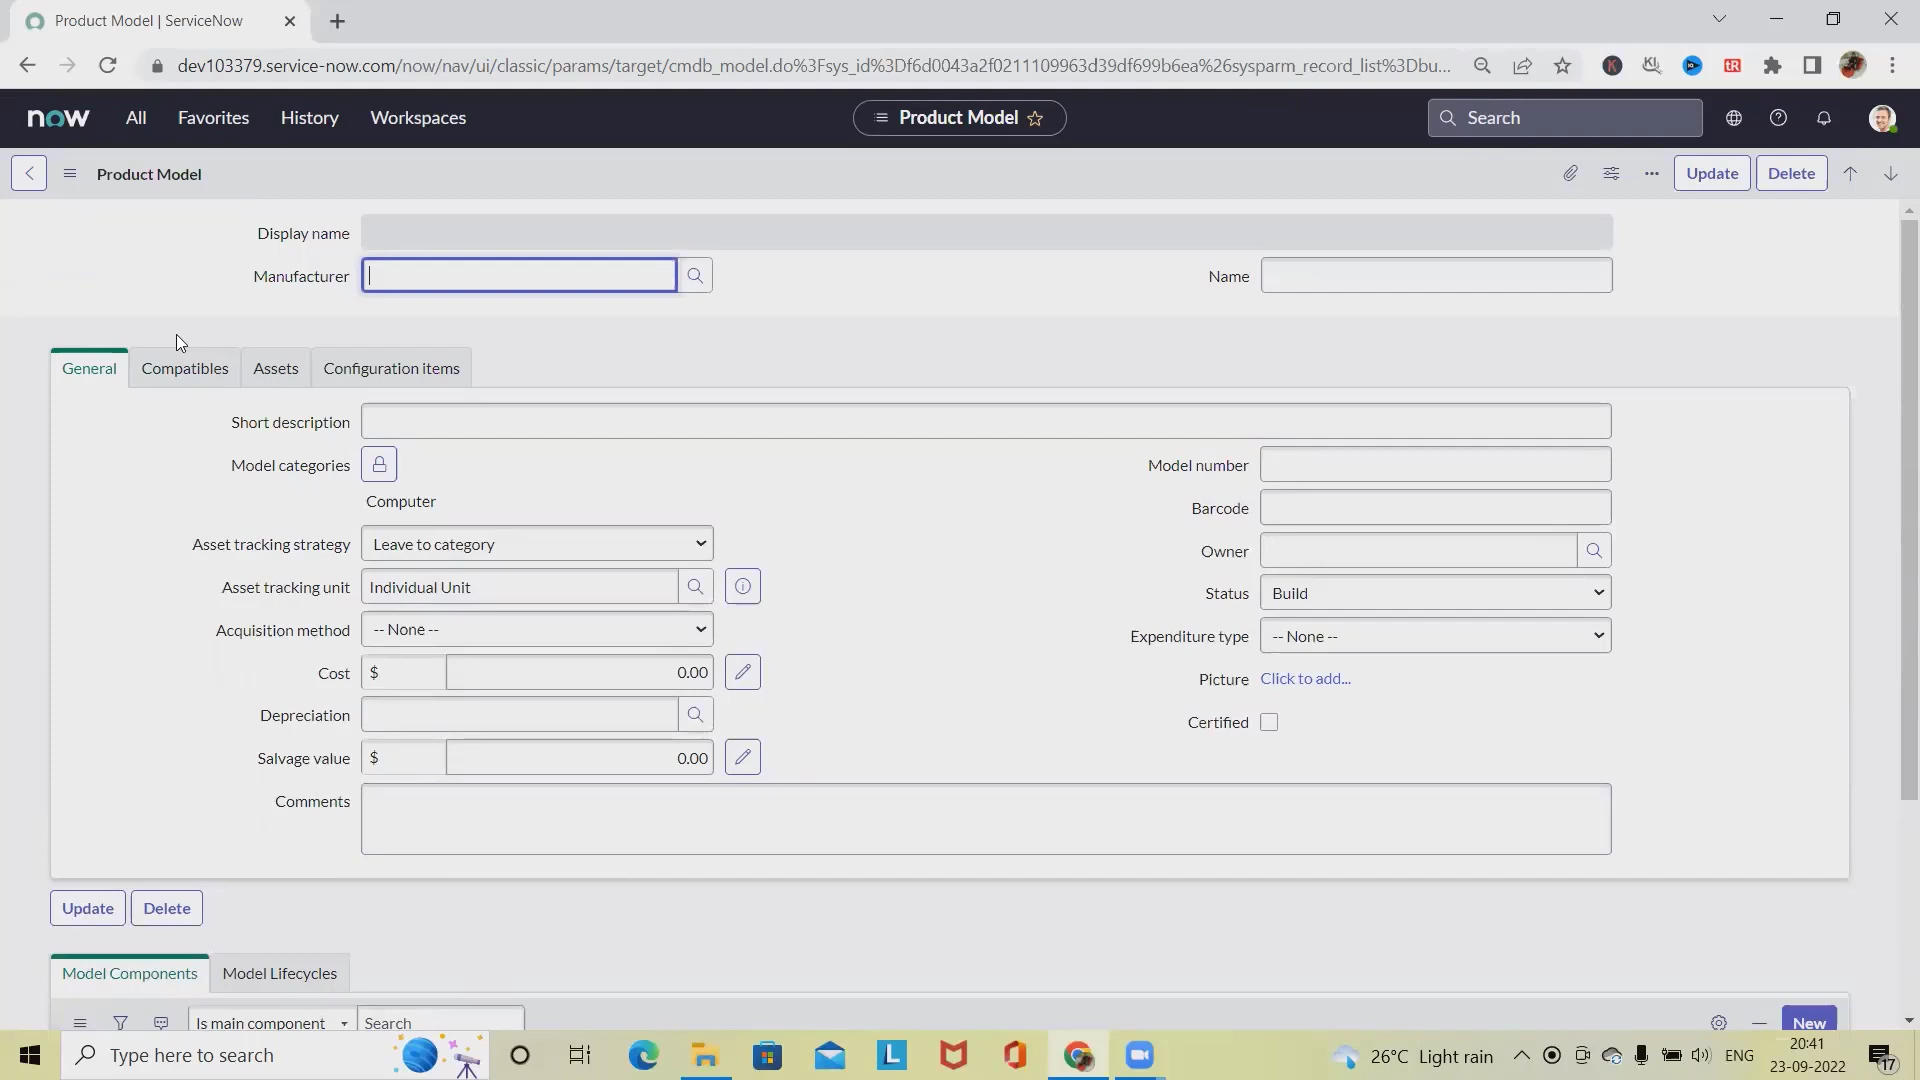 Product Model | ServiceNow
dev103379.service-now.com/now/nav/ui/classic/params/target/cmdb_model.do%3Fsys_id%3Df6d0043a2f0211109963d39df699b6ea%26sysparm_record_list%3Dbu...
now All Favorites History Workspaces Product Model Search
Product Model Update Delete
Display name
Manufacturer Name
General Compatibles Assets Configuration items
Short description
Model categories Model number
Computer
Barcode
Asset tracking strategy Leave to category Owner
Asset tracking unit Individual Unit Status Build
Acquisition method -- None -- Expenditure type -- None --
Cost $ 0.00 Picture Click to add...
Depreciation Certified
Salvage value $ 0.00
Comments
Update Delete
Model Components Model Lifecycles
Is main component Search New
Type here to search 26°C Light rain ENG 20:41
23-09-2022 17